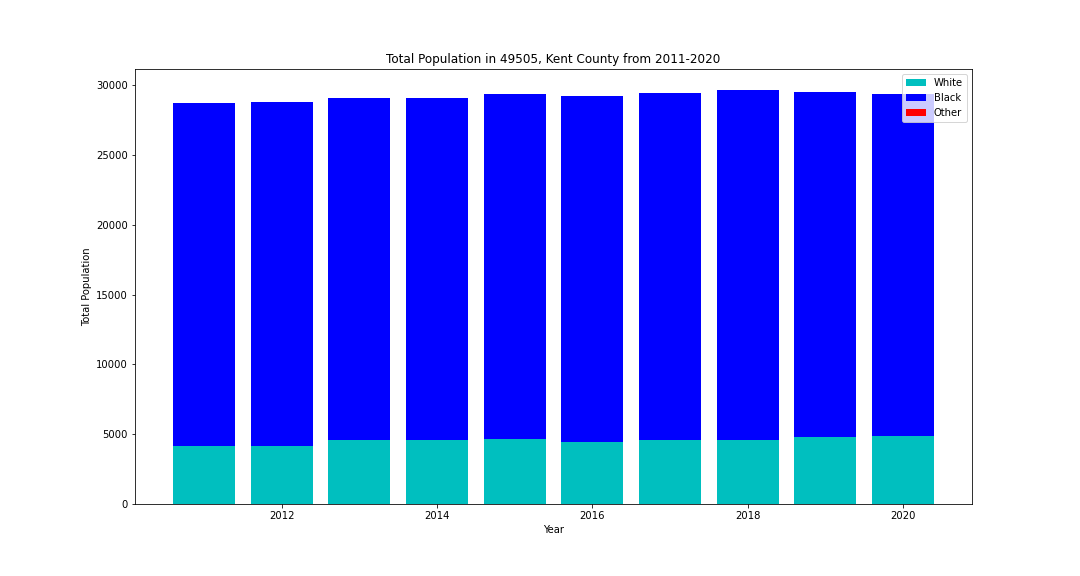 Total Population in 49505, Kent County from 2011-2020
30000
25000
20000
15000
10000
5000
0
Total Population
White
Black
Other
2012 2014 2016 2018 2020
Year